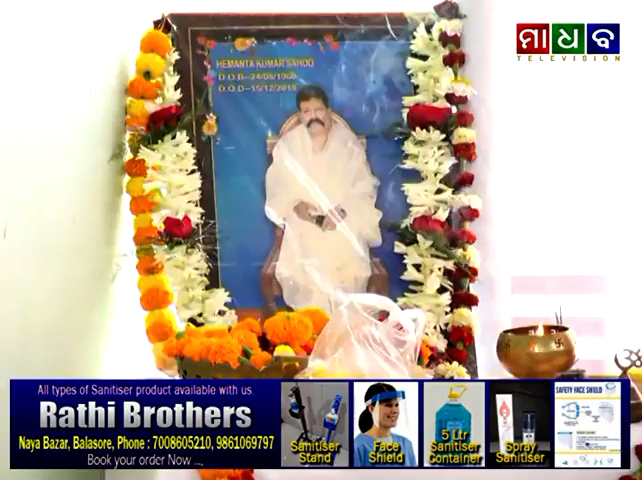 HEMANTA KUMAR SAHOO
D.O.B-24/06/1960
D.O.D-15/12/2018
ମାଧବ
TELEVISION
All types of Sanitiser product available with us
Rathi Brothers
Naya Bazar, Balasore, Phone : 7008605210, 9861069797
Book your order Now ...,
Sanitiser
Stand
Face
Shield
5 Ltr
Sanitiser
Container
Spray
Sanitiser
SAFETY FACE SHIELD